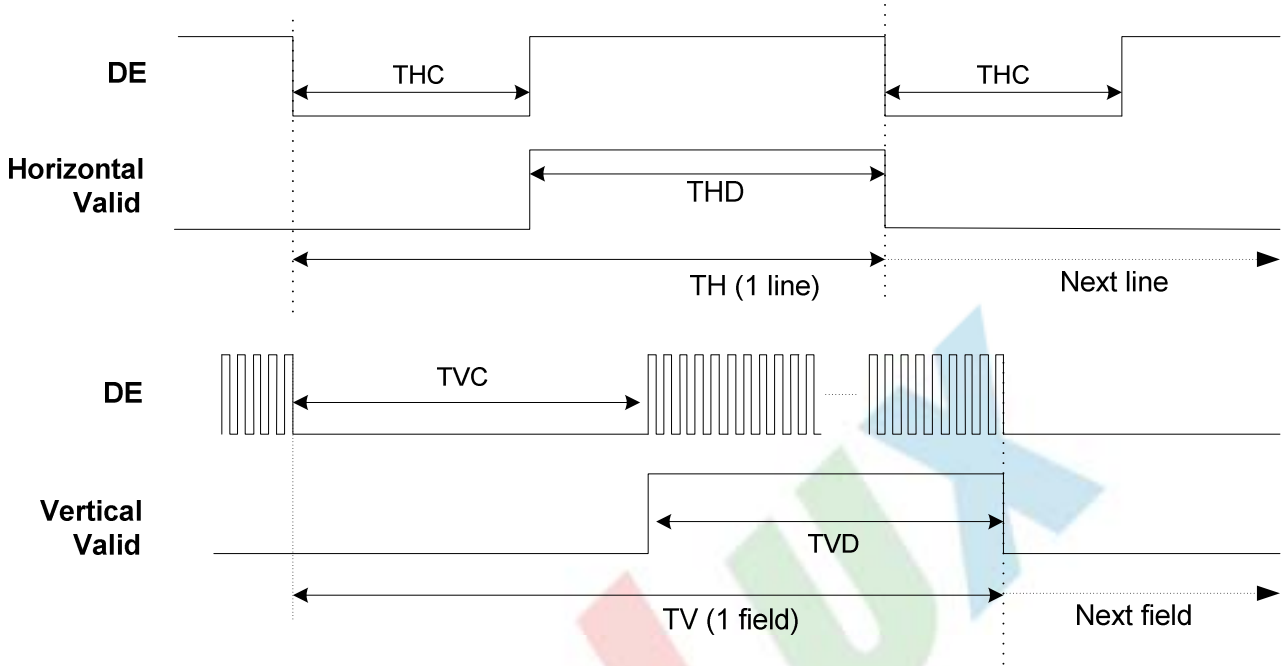 DE
THC
THC
Horizontal
Valid
THD
TH (1 line)
Next line
DE
TVC
Vertical
Valid
TVD
TV (1 field)
Next field